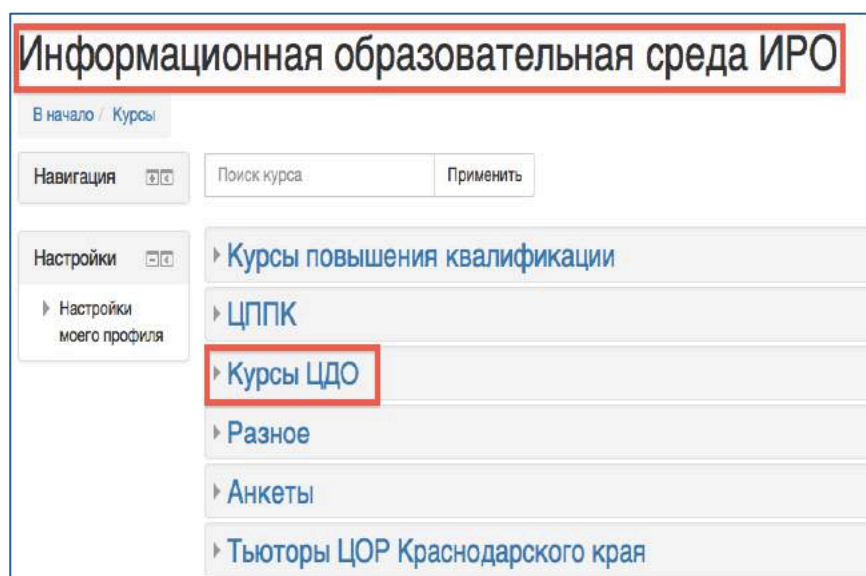 Информационная образовательная среда ИРО
В начало / Курсы
Навигация
Поиск курса Применить
Настройки
Настройки
моего профиля
Курсы повышения квалификации
ЦППК
Курсы ЦДО
Разное
Анкеты
Тьюторы ЦОР Краснодарского края